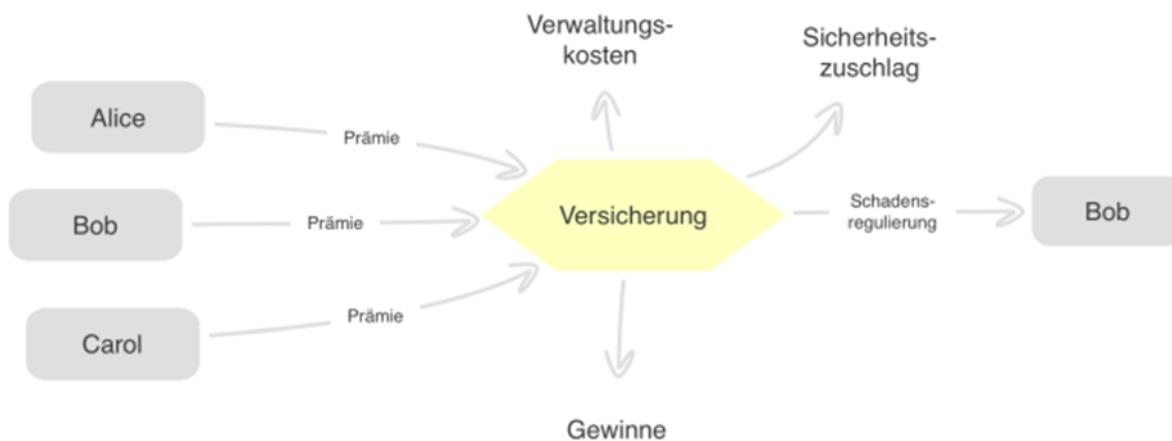 Verwaltungs-
kosten
Sicherheits-
zuschlag
Alice
Prämie
Bob
Prämie
Versicherung
Schadens-
regulierung
Bob
Carol
Prämie
Gewinne